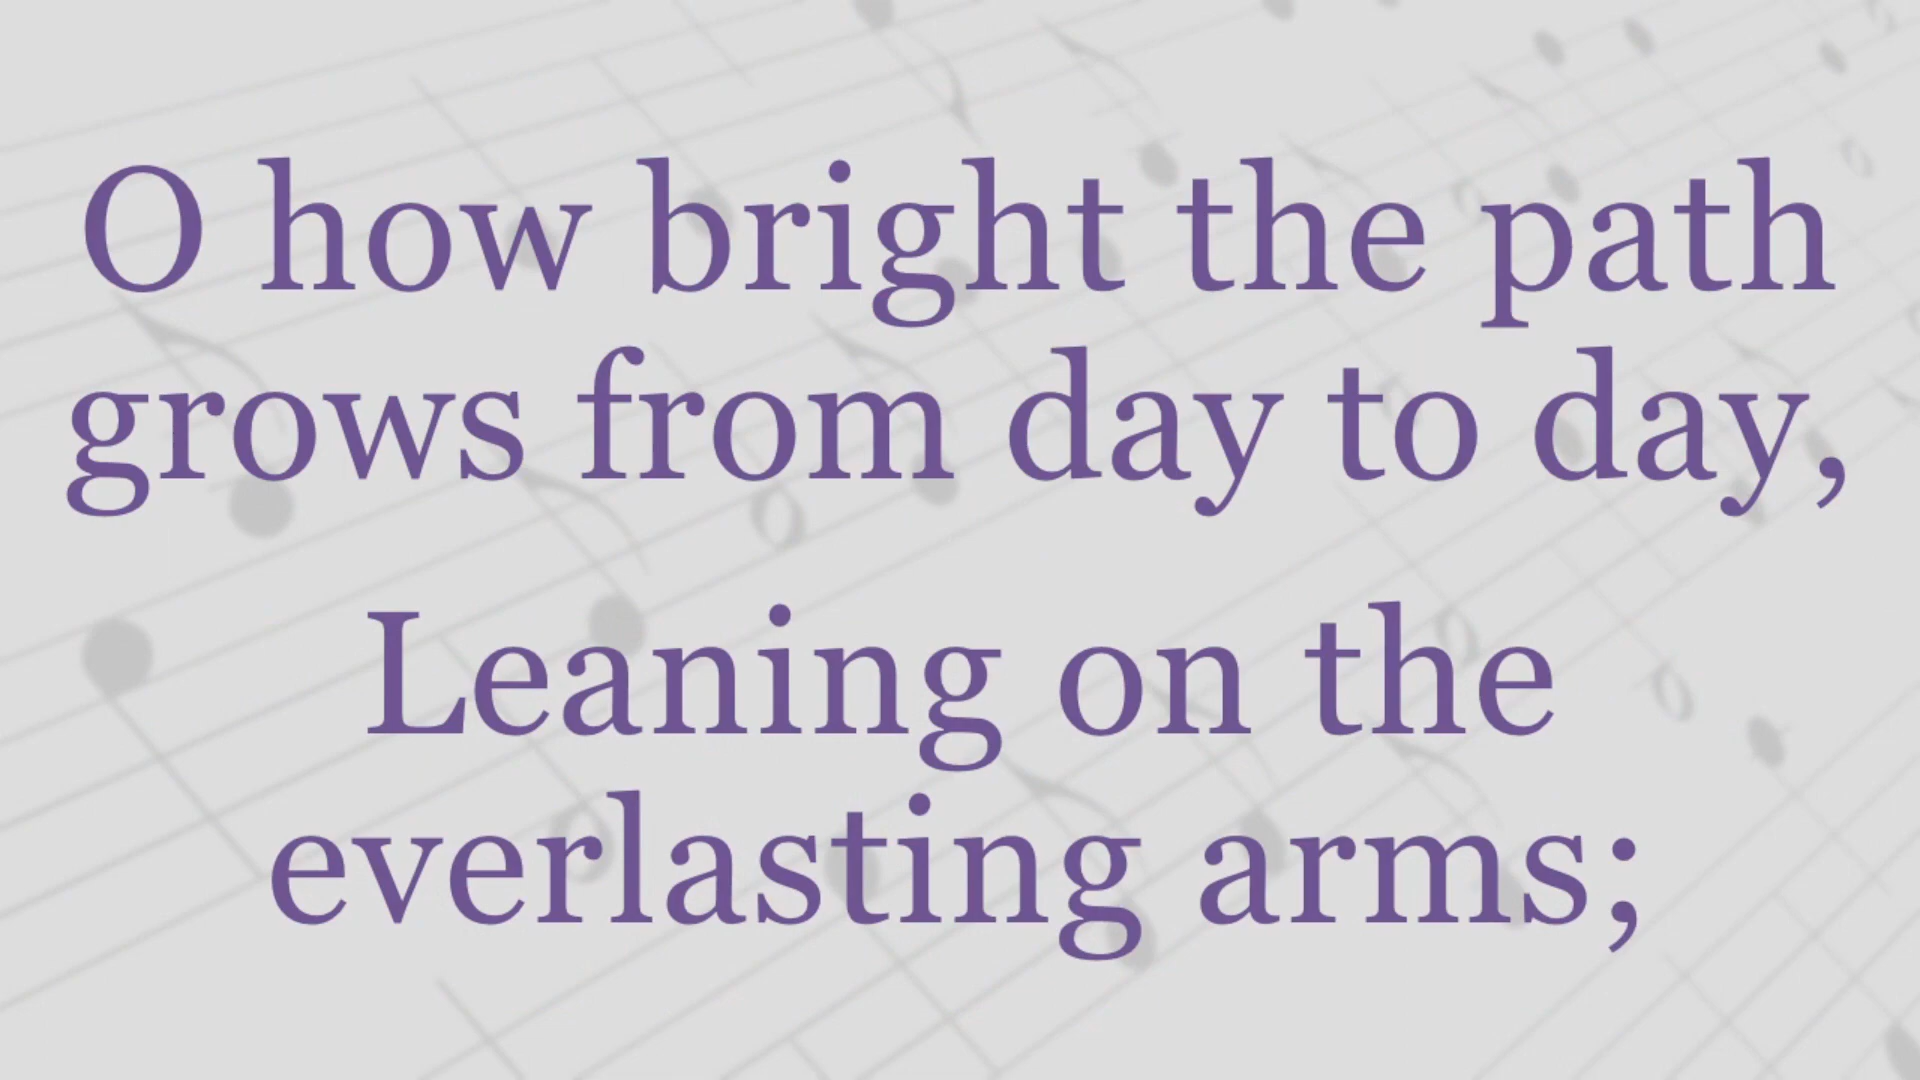 O how bright the path
grows from day to day,
Leaning on the
everlasting arms;